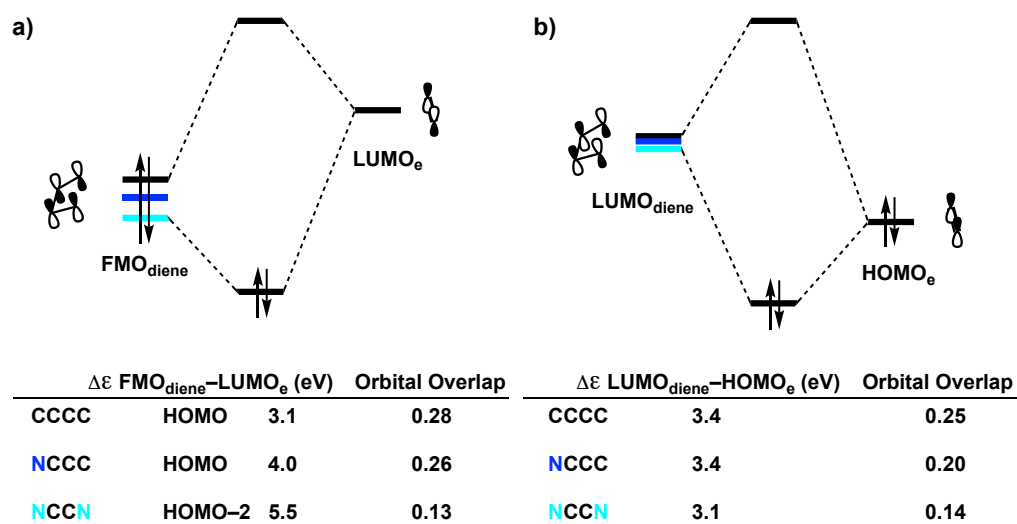 a)
LUMOe
FMOdiene
Δε FMOdiene–LUMOe (eV) Orbital Overlap
CCCC HOMO 3.1 0.28
NCCC HOMO 4.0 0.26
NCCN HOMO–2 5.5 0.13
b)
LUMOdiene
HOMOe
Δε LUMOdiene–HOMOe (eV) Orbital Overlap
CCCC 3.4 0.25
NCCC 3.4 0.20
NCCN 3.1 0.14